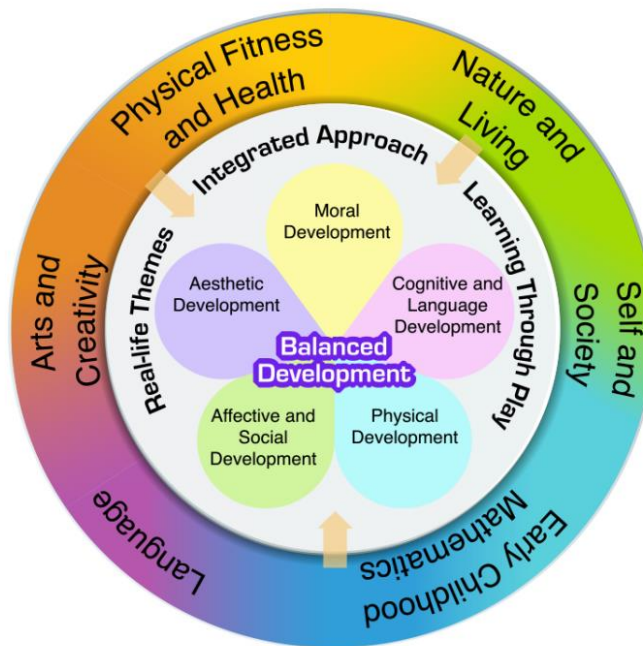 Physical Fitness
and Health
Nature and
Living
Self and
Society
Early Childhood
Mathematics
Language
Arts and
Creativity
Integrated Approach
Learning Through Play
Real-life Themes
Moral
Development
Aesthetic
Development
Cognitive and
Language
Development
Balanced
Development
Affective and
Social
Development
Physical
Development